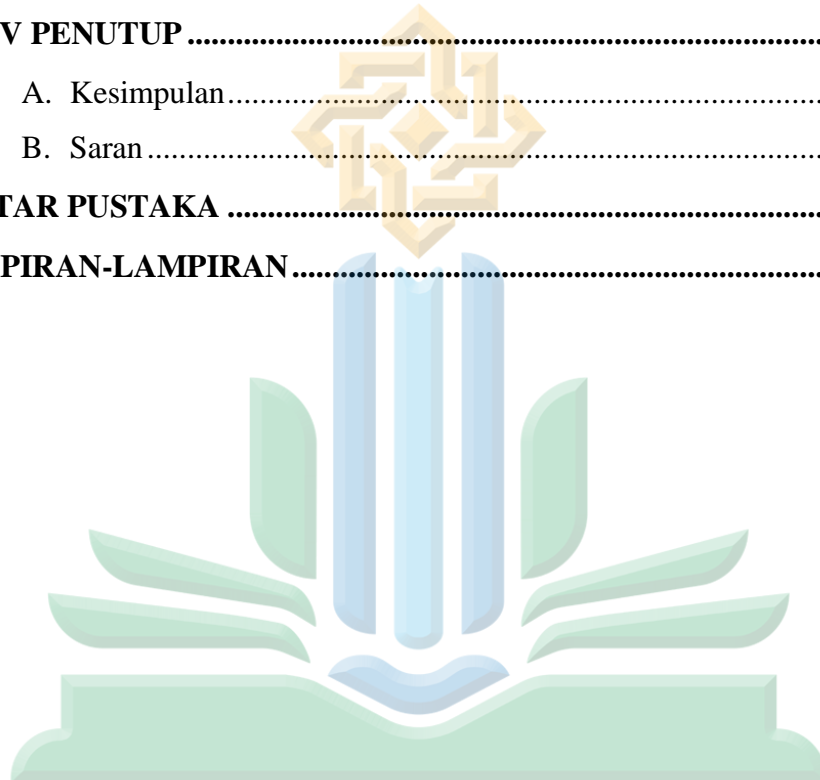 V PENUTUP ....................................................................................
A. Kesimpulan................................................................................
B. Saran ..........................................................................................
TAR PUSTAKA ...............................................................................
PIRAN-LAMPIRAN.......................................................................